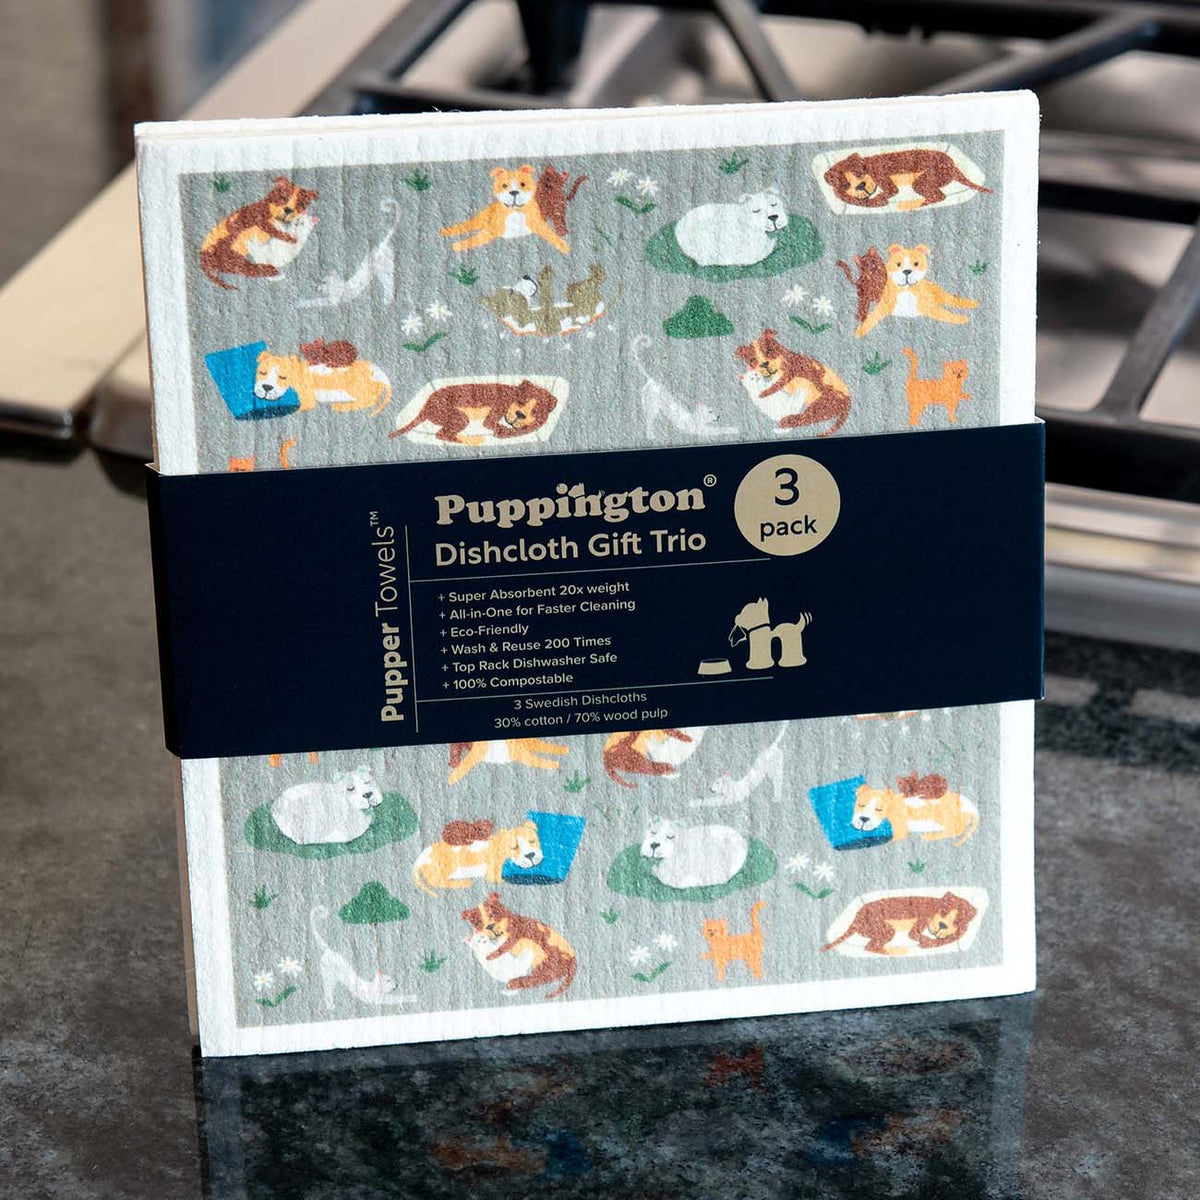 Pupper Towels™
Puppington®
Dishcloth Gift Trio
3
pack
+ Super Absorbent 20x weight
+ All-in-One for Faster Cleaning
+ Eco-Friendly
+ Wash & Reuse 200 Times
+ Top Rack Dishwasher Safe
+ 100% Compostable
3 Swedish Dishcloths
30% cotton / 70% wood pulp